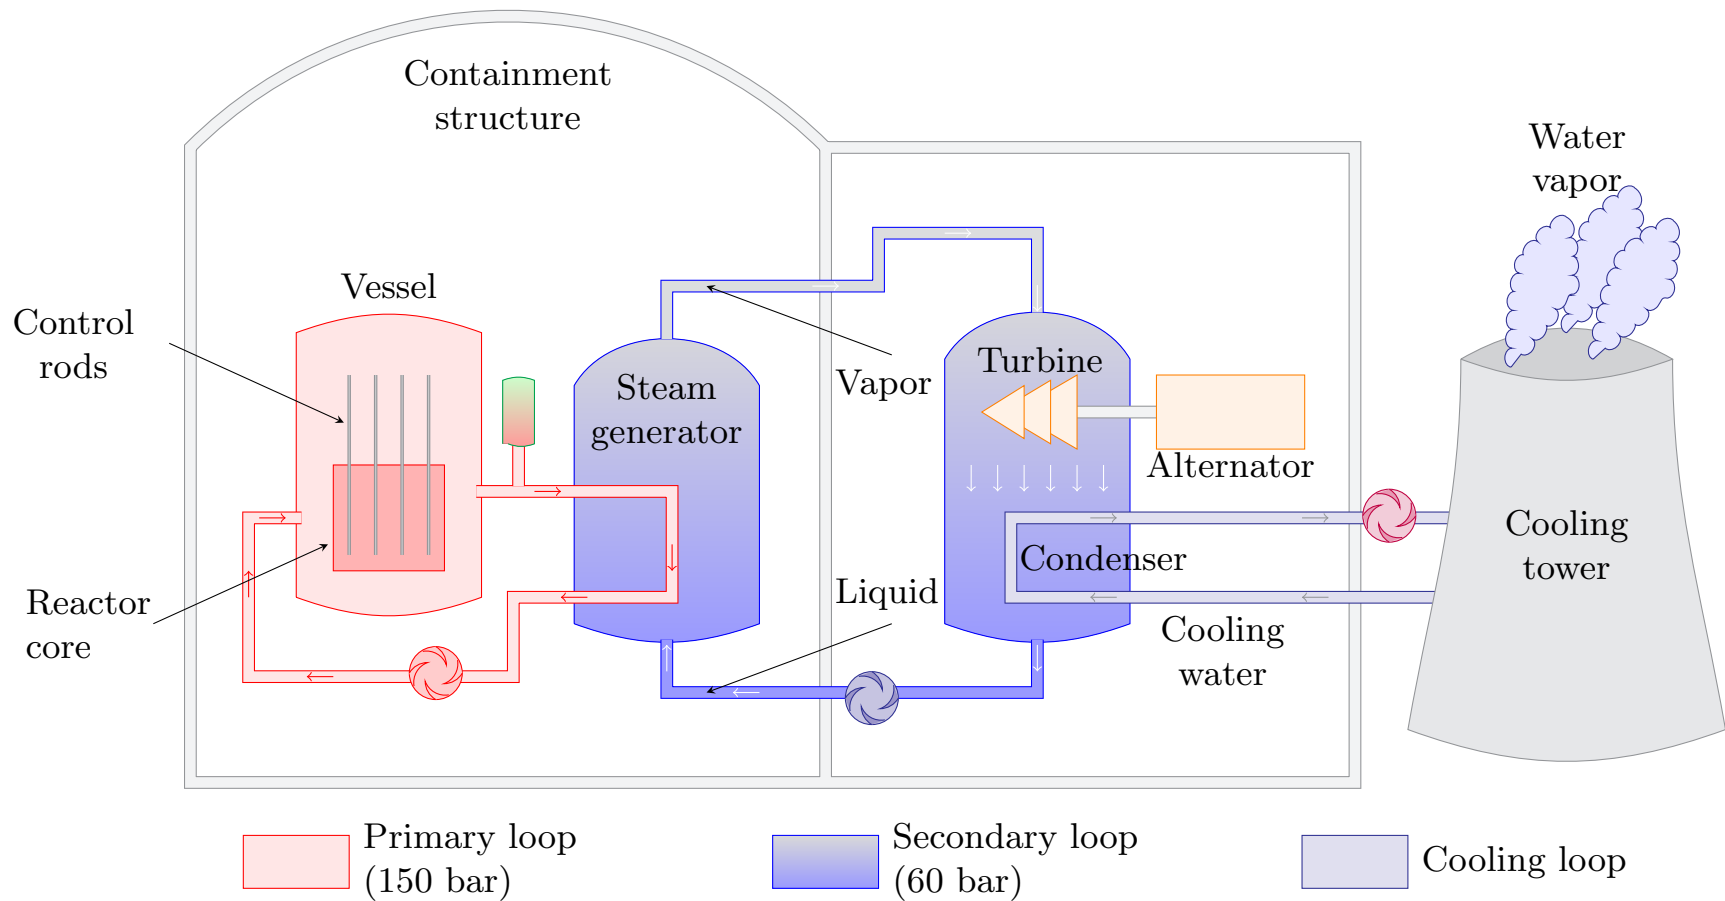 Containment
structure
Water
vapor
Vessel
Control
rods
Steam
generator
Vapor
Turbine
Alternator
Cooling
tower
Condenser
Liquid
Reactor
core
Cooling
water
Primary loop
(150 bar)
Secondary loop
(60 bar)
Cooling loop